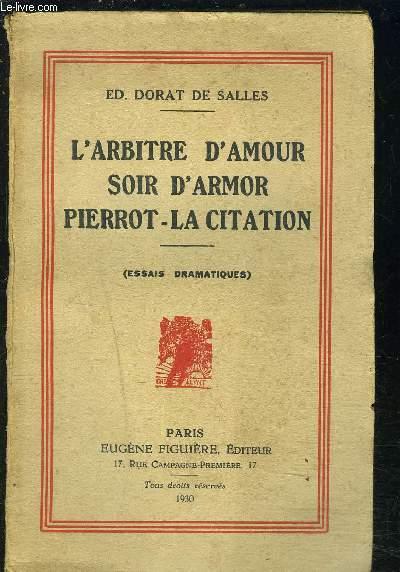 Le-livre.com
ED. DORAT DE SALLES
L'ARBITRE D'AMOUR
SOIR D'ARMOR
PIERROT-LA CITATION
(ESSAIS DRAMATIQUES)
PARIS
EUGÈNE FIGUIÈRE, ÉDITEUR
17, RUE CAMPAGNE-PREMIÈRE, 17
Tous droits réservés
1930